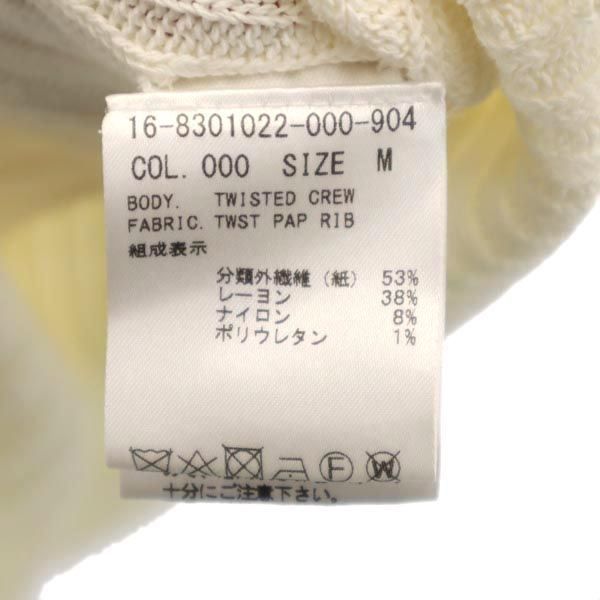 16-8301022-000-904
COL. 000 SIZE M
BODY. TWISTED CREW
FABRIC. TWST PAP RIB
組成表示
分類外繊維（紙） 53%
レーヨン 38%
ナイロン 8%
ポリウレタン 1%
F W
十分にご注意下さい。